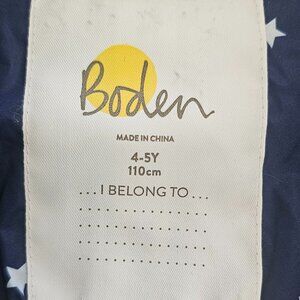 Boden
MADE IN CHINA
4-5Y
110cm
...I BELONG TO...